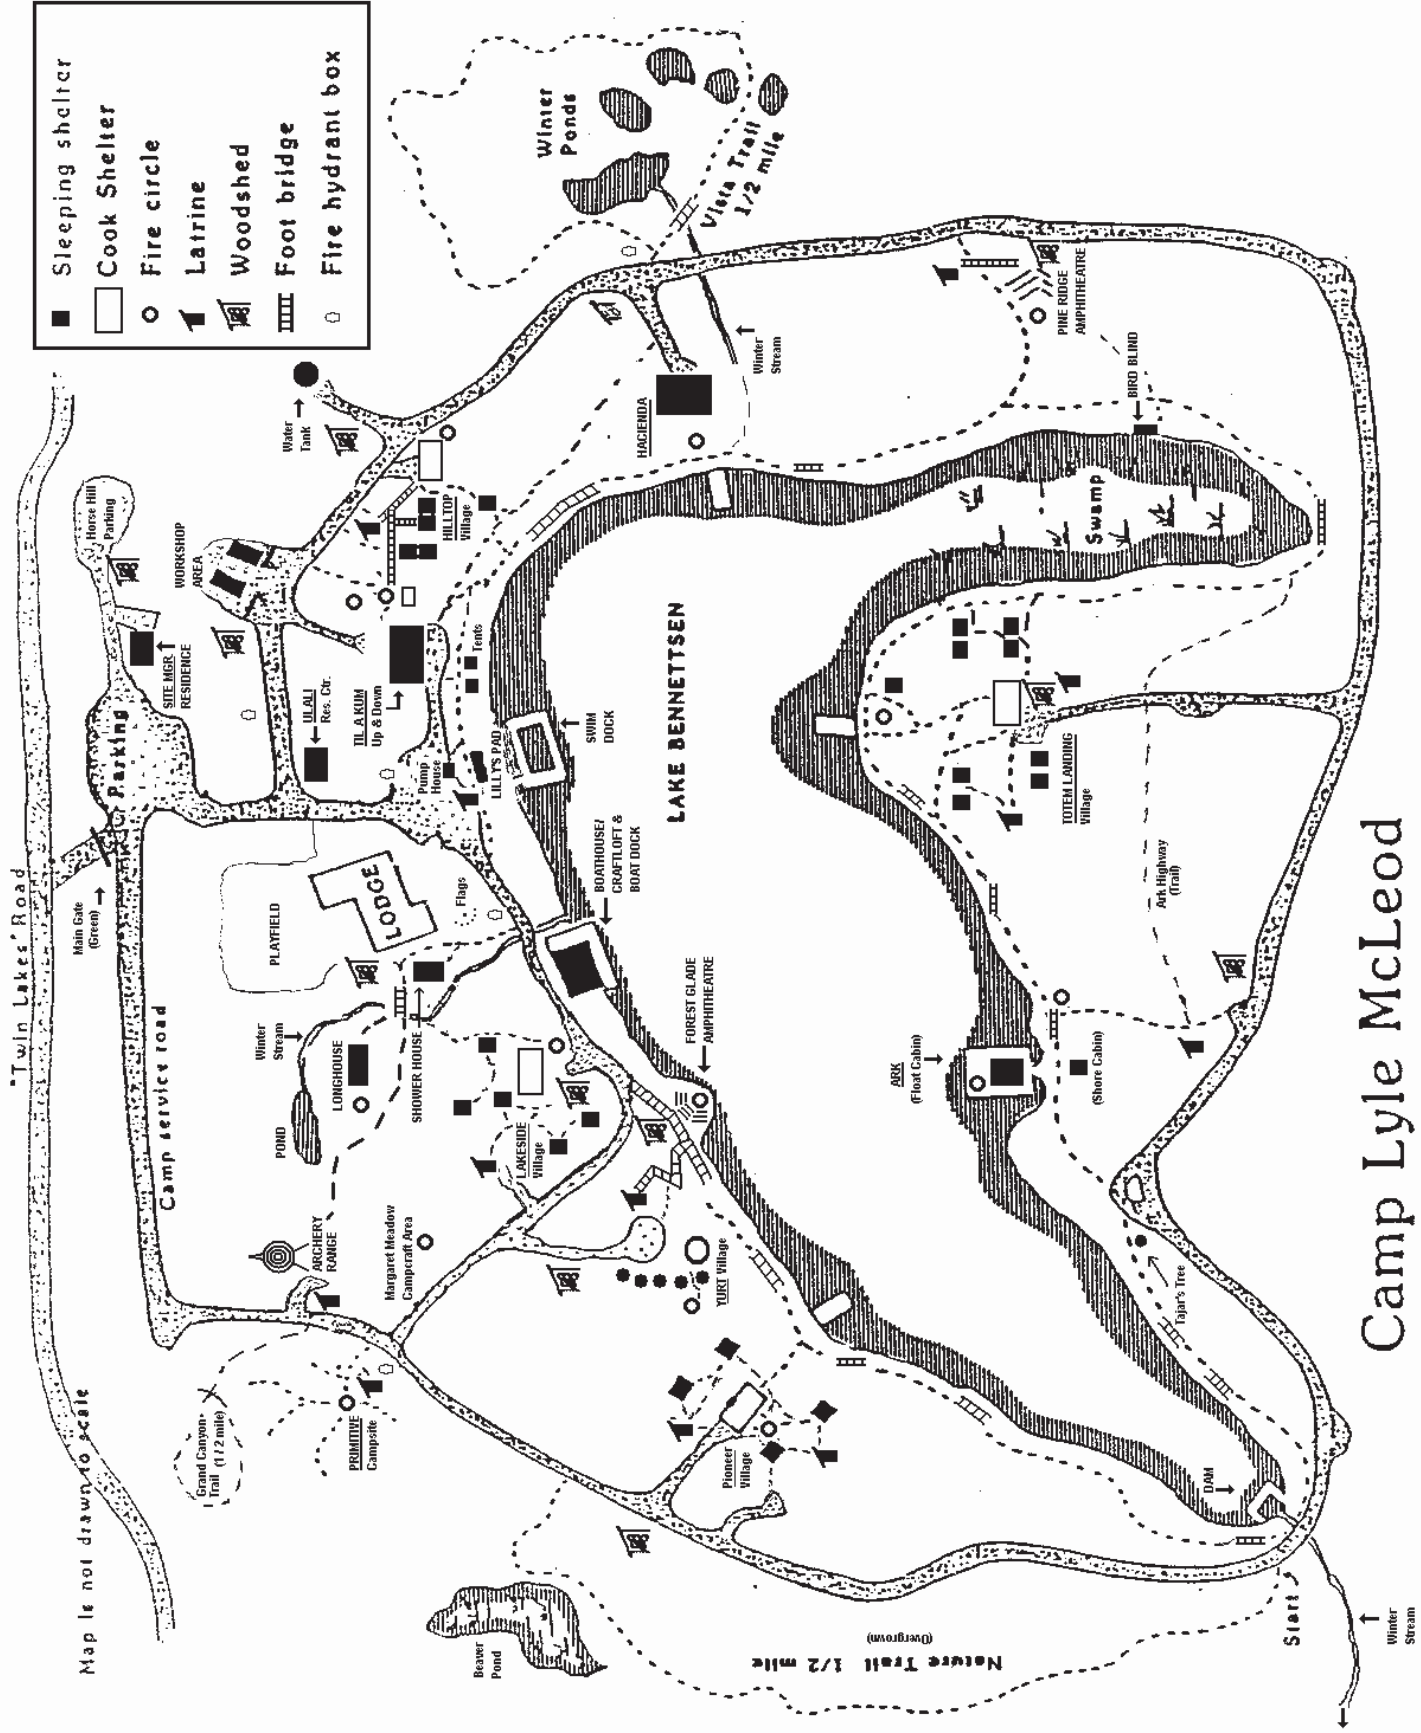 Sleeping shelter
Cook Shelter
Fire circle
Latrine
Woodshed
Foot bridge
Fire hydrant box
Winter
Ponds
Vista Trail
1/2 mile
Water
Tank
Horse Hill
Parking
WORKSHOP
AREA
HILLTOP
Village
HACIENDA
Winter
Stream
PINE RIDGE
AMPHITHEATRE
BIRD BLIND
Swamp
SITE MGR.
RESIDENCE
ULALI
Res. Ctr.
TIL A KUM
Up & Down
Tents
Pump
House
LILLY'S PAD
SWIM
DOCK
LAKE BENNETTSEN
TOTEM LANDING
Village
Parking
Twin Lakes' Road
Main Gate
(Green)
PLAYFIELD
LODGE
Flags
BOATHOUSE/
CRAFTLOFT &
BOAT DOCK
Ark Highway
(Trail)
Camp service road
Winter
Stream
LONGHOUSE
SHOWER HOUSE
FOREST GLADE
AMPHITHEATRE
ARK
(Float Cabin)
(Shore Cabin)
POND
LAKESIDE
Village
ARCHERY
RANGE
Margaret Meadow
Campcraft Area
YURT Village
Tajar's Tree
Map is not drawn to scale
Grand Canyon
Trail (1/2 mile)
PRIMITIVE
Campsite
Pioneer
Village
DAM
Beaver
Pond
(Overgrown)
Nature Trail 1/2 mile
Start
Winter
Stream
Camp Lyle McLeod